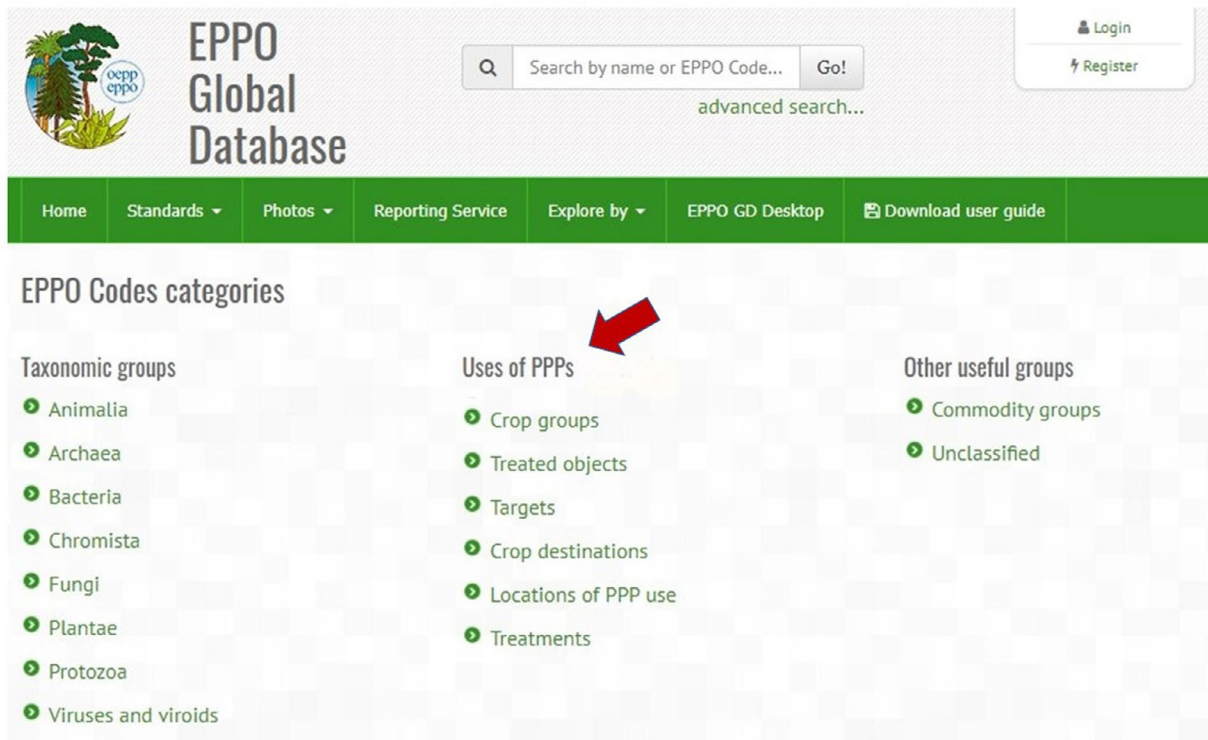 oepp
eppo
EPPO
Global
Database
Search by name or EPPO Code... Go!
advanced search...
Login
Register
Home Standards Photos Reporting Service Explore by EPPO GD Desktop Download user guide
EPPO Codes categories
Taxonomic groups
Animalia
Archaea
Bacteria
Chromista
Fungi
Plantae
Protozoa
Viruses and viroids
Uses of PPPs
Crop groups
Treated objects
Targets
Crop destinations
Locations of PPP use
Treatments
Other useful groups
Commodity groups
Unclassified